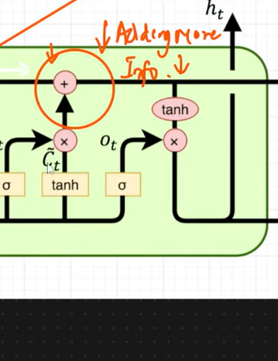 h_t
↓ Adding more
Info. ↓
+
tanh
× o_t ×
C̃_t
σ tanh σ